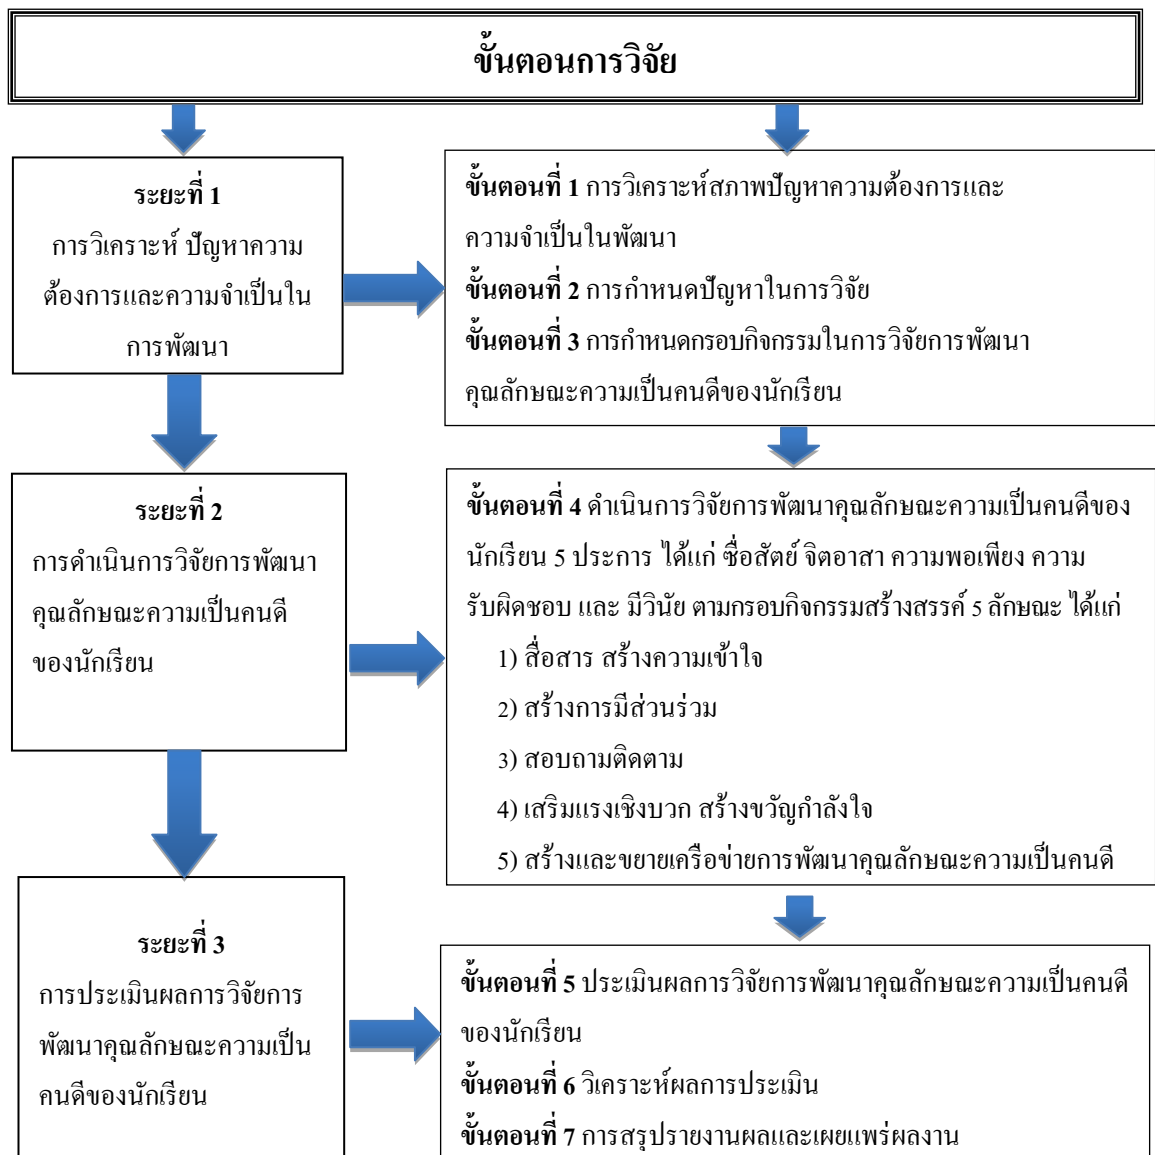 ขั้นตอนการวิจัย
ระยะที่ 1
การวิเคราะห์ ปัญหาความ
ต้องการและความจำเป็นใน
การพัฒนา
ขั้นตอนที่ 1 การวิเคราะห์สภาพปัญหาความต้องการและ
ความจำเป็นในพัฒนา
ขั้นตอนที่ 2 การกำหนดปัญหาในการวิจัย
ขั้นตอนที่ 3 การกำหนดกรอบกิจกรรมในการวิจัยการพัฒนา
คุณลักษณะความเป็นคนดีของนักเรียน
ระยะที่ 2
การดำเนินการวิจัยการพัฒนา
คุณลักษณะความเป็นคนดี
ของนักเรียน
ขั้นตอนที่ 4 ดำเนินการวิจัยการพัฒนาคุณลักษณะความเป็นคนดีของ
นักเรียน 5 ประการ ได้แก่ ซื่อสัตย์ จิตอาสา ความพอเพียง ความ
รับผิดชอบ และ มีวินัย ตามกรอบกิจกรรมสร้างสรรค์ 5 ลักษณะ ได้แก่
1) สื่อสาร สร้างความเข้าใจ
2) สร้างการมีส่วนร่วม
3) สอบถามติดตาม
4) เสริมแรงเชิงบวก สร้างขวัญกำลังใจ
5) สร้างและขยายเครือข่ายการพัฒนาคุณลักษณะความเป็นคนดี
ระยะที่ 3
การประเมินผลการวิจัยการ
พัฒนาคุณลักษณะความเป็น
คนดีของนักเรียน
ขั้นตอนที่ 5 ประเมินผลการวิจัยการพัฒนาคุณลักษณะความเป็นคนดี
ของนักเรียน
ขั้นตอนที่ 6 วิเคราะห์ผลการประเมิน
ขั้นตอนที่ 7 การสรุปรายงานผลและเผยแพร่ผลงาน